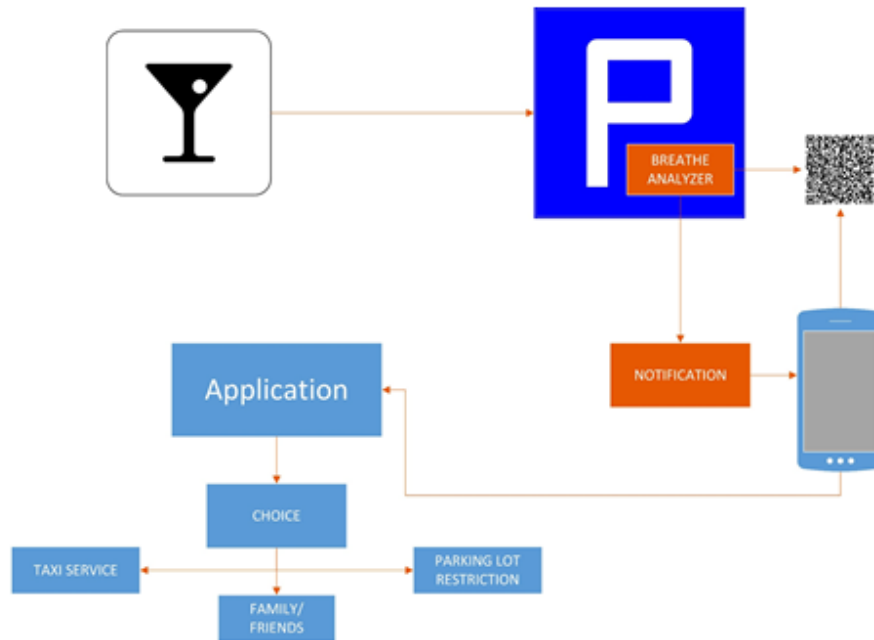 P
BREATHE
ANALYZER
NOTIFICATION
Application
CHOICE
TAXI SERVICE
PARKING LOT
RESTRICTION
FAMILY/
FRIENDS